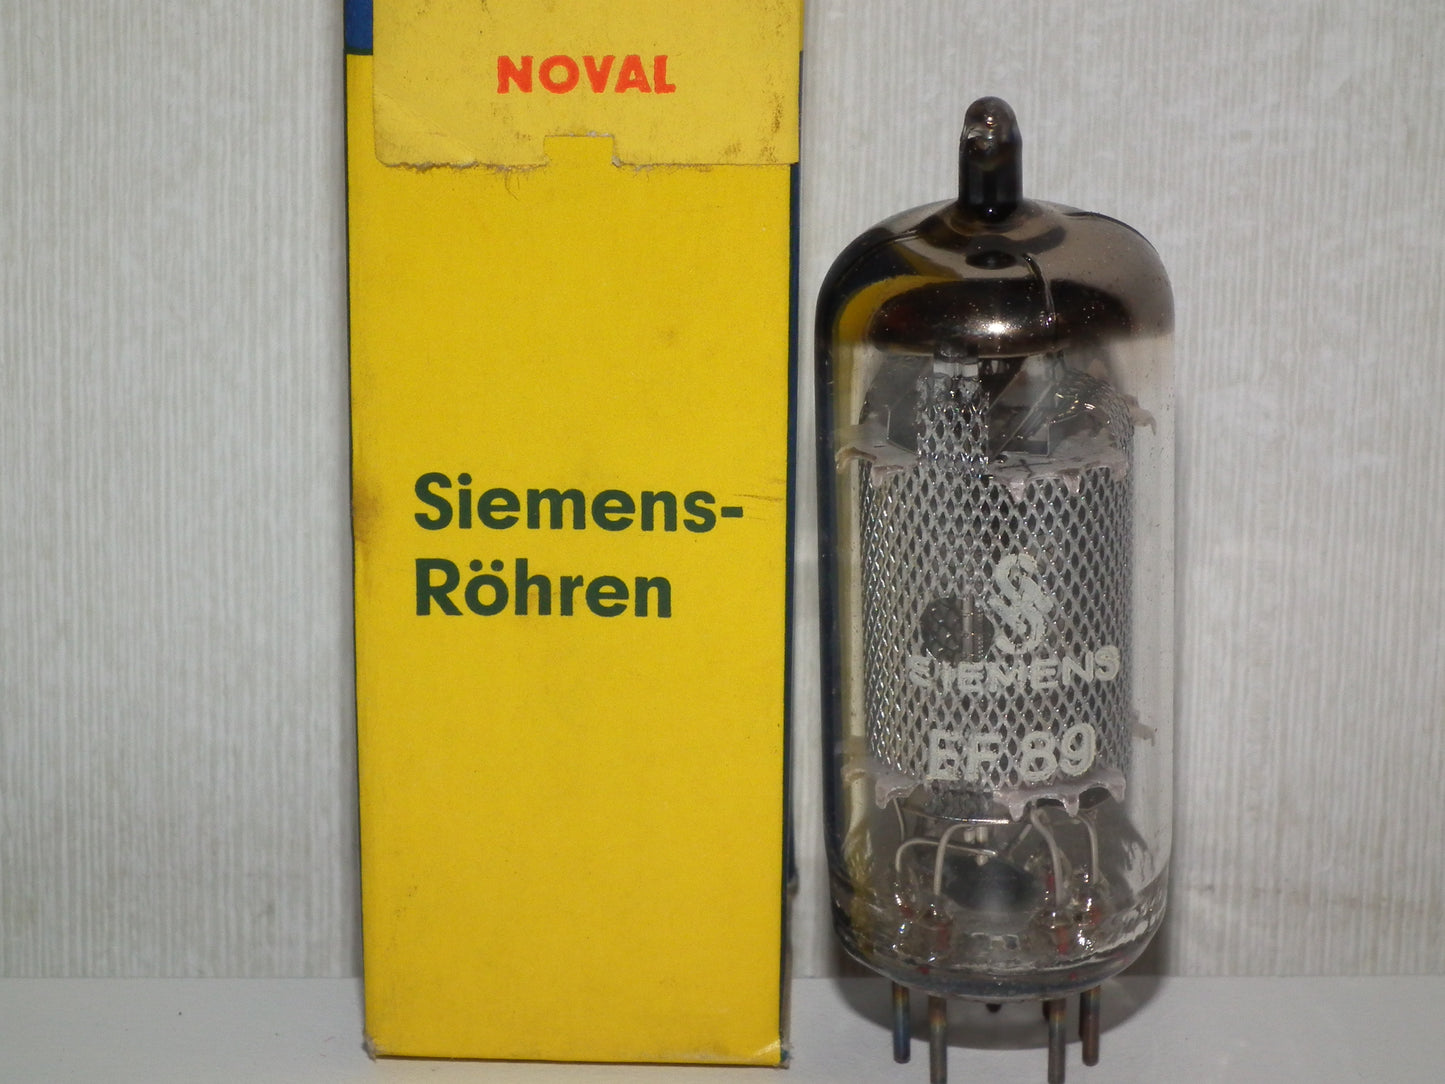 NOVAL
Siemens-
Röhren
SIEMENS
EF 89